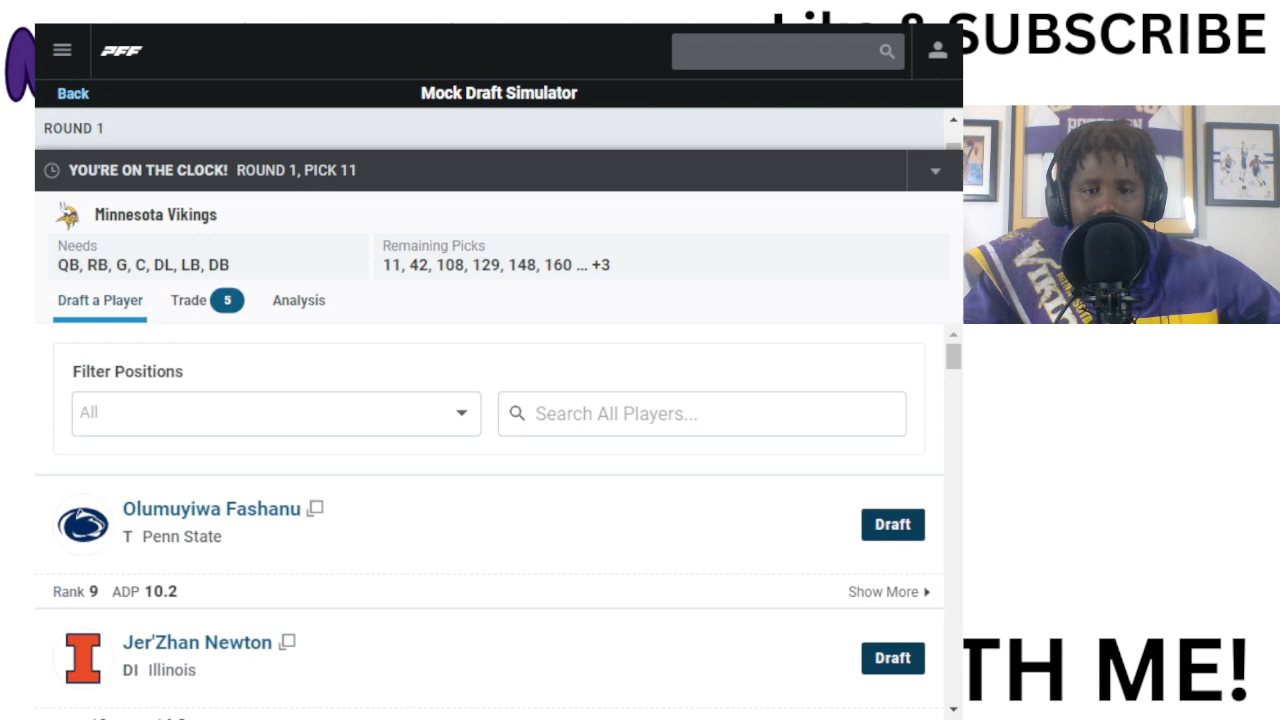 Like & SUBSCRIBE
PFF
Back
Mock Draft Simulator
ROUND 1
YOU'RE ON THE CLOCK! ROUND 1, PICK 11
Minnesota Vikings
Needs
QB, RB, G, C, DL, LB, DB
Remaining Picks
11, 42, 108, 129, 148, 160 ... +3
Draft a Player
Trade 5
Analysis
Filter Positions
All
Search All Players...
Olumuyiwa Fashanu
T Penn State
Draft
Rank 9 ADP 10.2
Show More
Jer'Zhan Newton
DI Illinois
Draft
TH ME!